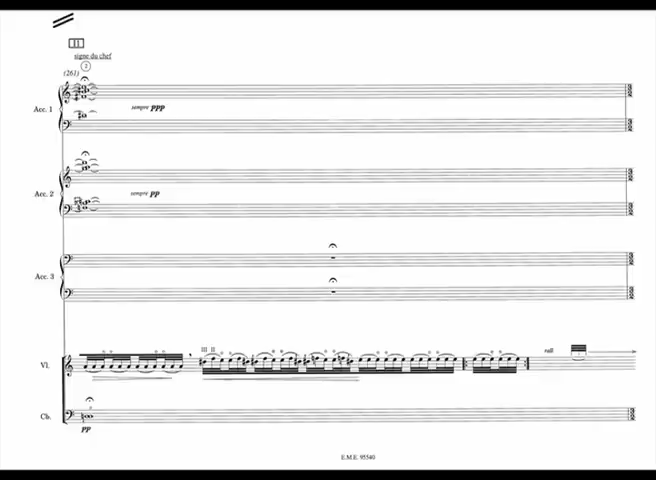 11
signe du chef
2
(261)
Acc. 1
sempre ppp
Acc. 2
sempre pp
Acc. 3
III II
rall
Vl.
Cb.
pp
E.M.E. 95540